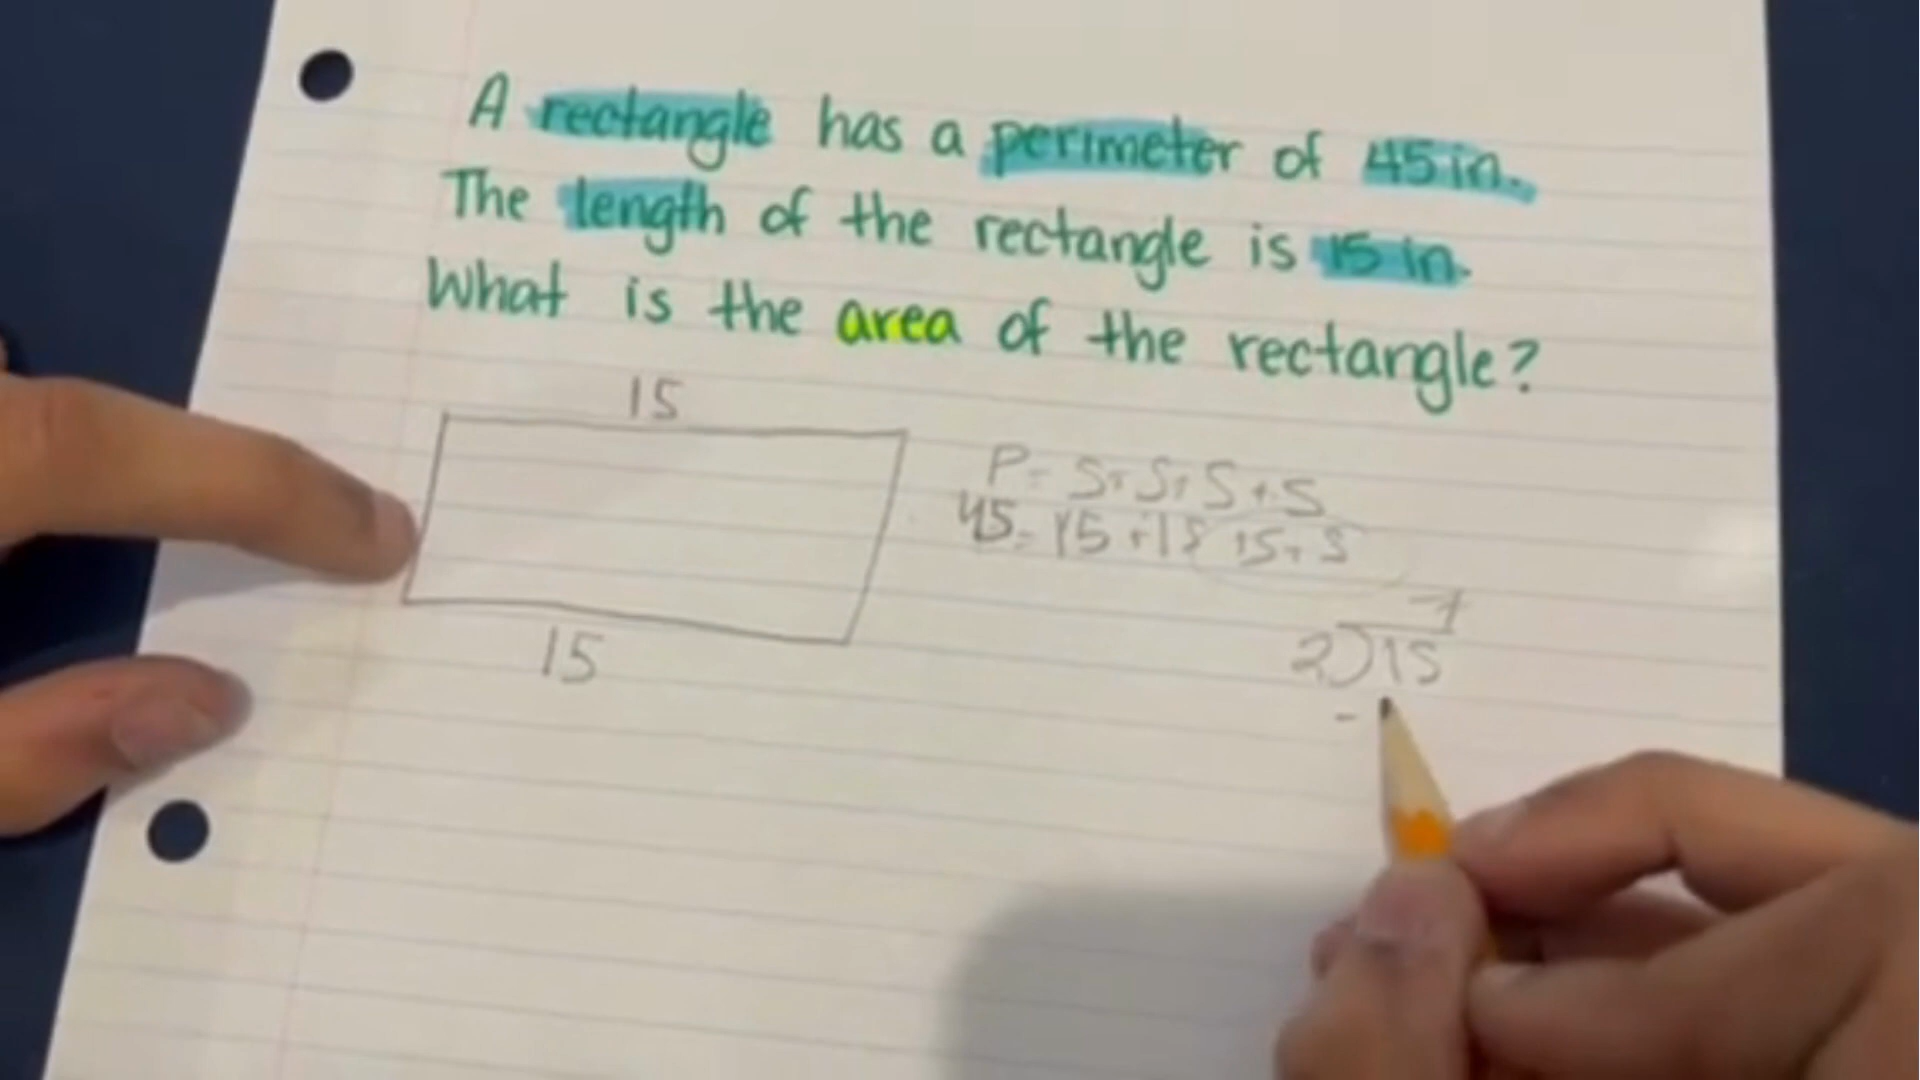 A rectangle has a perimeter of 45 in.
The length of the rectangle is 15 in.
What is the area of the rectangle?
15
15
P = S+S+S+S
45=15+15+S+S
7
2)15
-